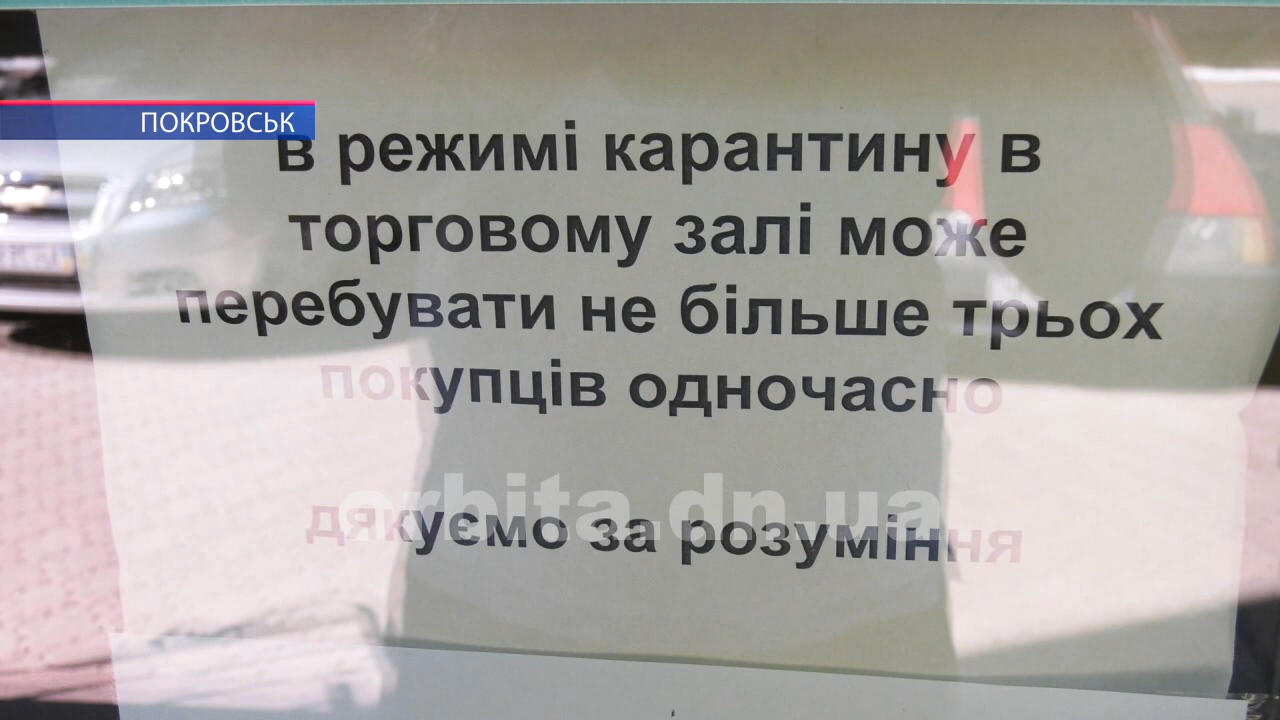 ПОКРОВСЬК
в режимі карантину в
торговому залі може
перебувати не більше трьох
покупців одночасно
orbita.dn.ua
дякуємо за розуміння